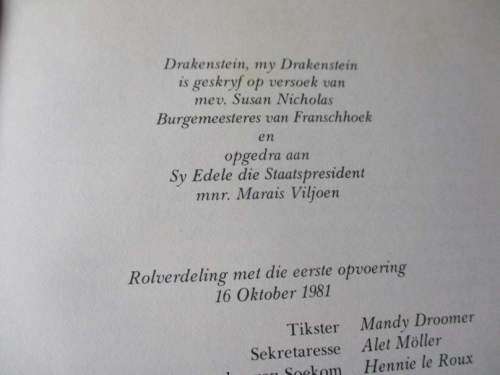 Drakenstein, my Drakenstein
is geskryf op versoek van
mev. Susan Nicholas
Burgemeesteres van Franschhoek
en
opgedra aan
Sy Edele die Staatspresident
mnr. Marais Viljoen
Rolverdeling met die eerste opvoering
16 Oktober 1981
Tikster Mandy Droomer
Sekretaresse Alet Möller
van Soekom Hennie le Roux